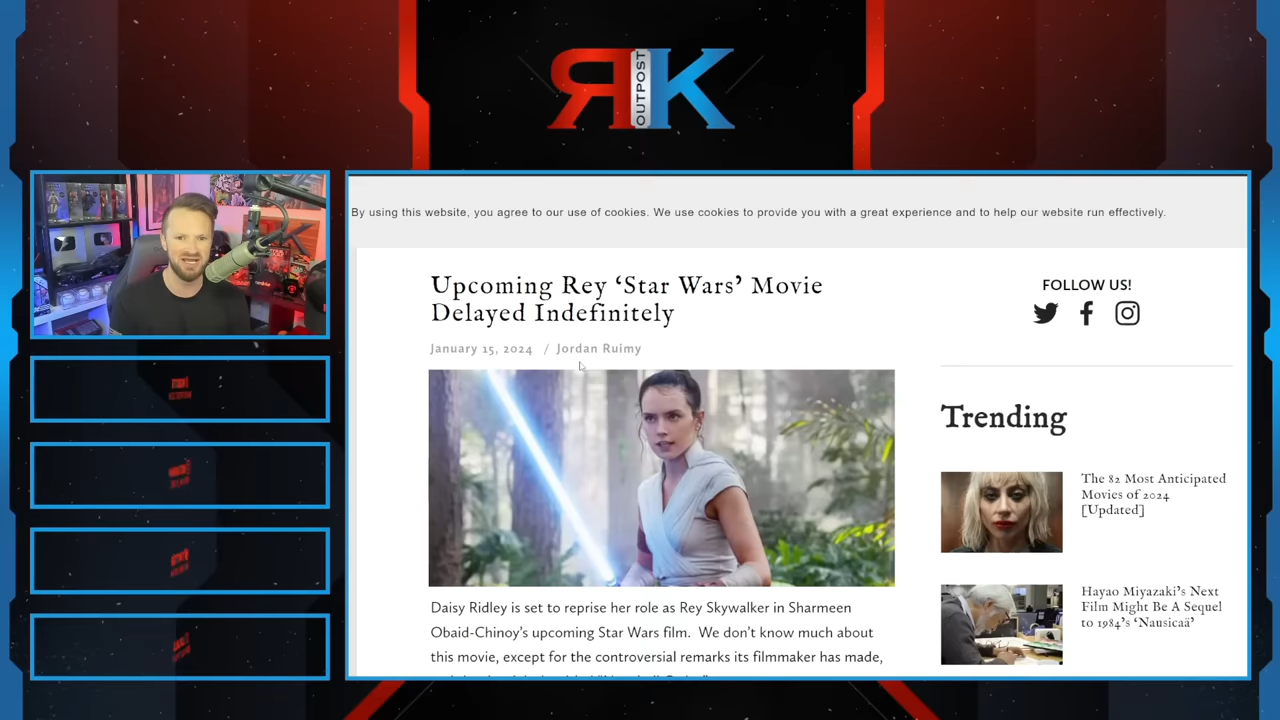 RK
OUTPOST
By using this website, you agree to our use of cookies. We use cookies to provide you with a great experience and to help our website run effectively.
Upcoming Rey ‘Star Wars’ Movie
Delayed Indefinitely
January 15, 2024 / Jordan Ruimy
Daisy Ridley is set to reprise her role as Rey Skywalker in Sharmeen
Obaid-Chinoy’s upcoming Star Wars film. We don’t know much about
this movie, except for the controversial remarks its filmmaker has made,
FOLLOW US!
Trending
The 82 Most Anticipated
Movies of 2024
[Updated]
Hayao Miyazaki’s Next
Film Might Be A Sequel
to 1984’s ‘Nausicaä’